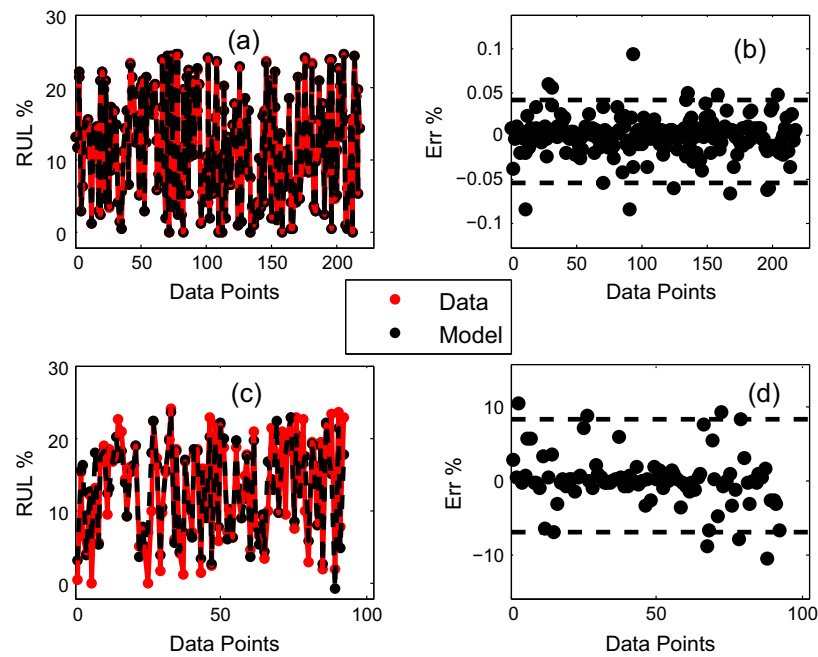 30
20
10
0
RUL %
(a)
0 50 100 150 200
Data Points
0.1
0.05
0
−0.05
−0.1
Err %
(b)
0 50 100 150 200
Data Points
Data
Model
30
20
10
0
RUL %
(c)
0 50 100
Data Points
10
0
−10
Err %
(d)
0 50 100
Data Points